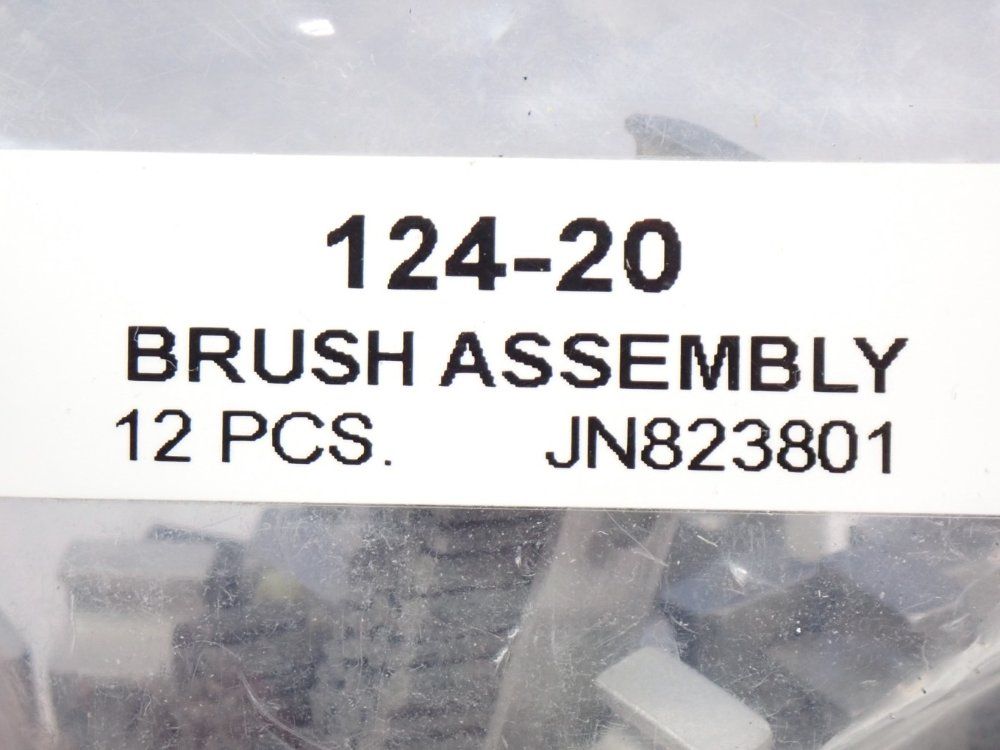 124-20
BRUSH ASSEMBLY
12 PCS. JN823801